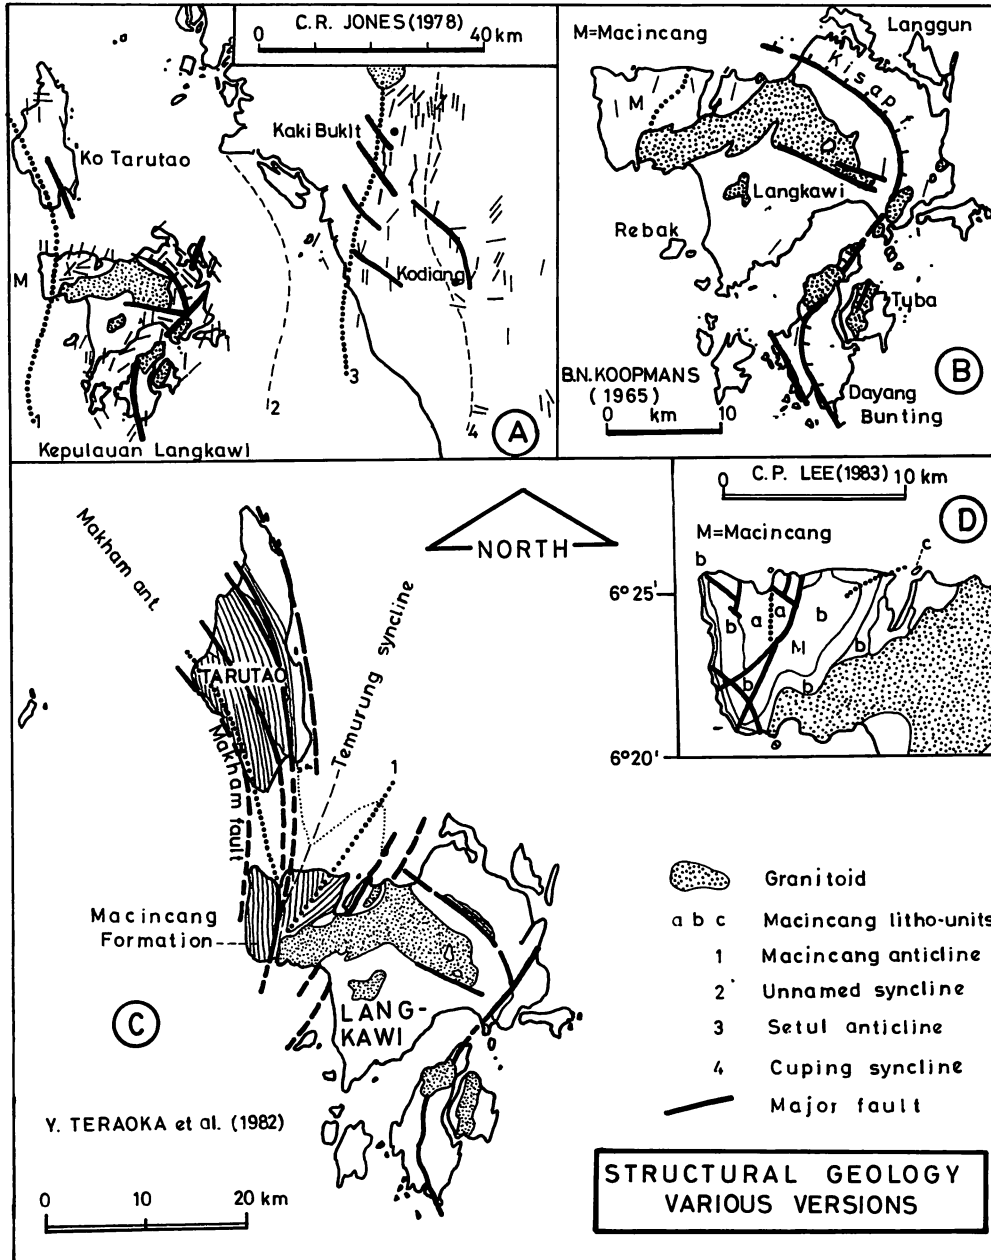 C.R. JONES (1978)
0 40 km
Kaki Bukit
Ko Tarutao
M
Kodiang
1
2
3
4
A
Kepulauan Langkawi
M=Macincang
Langgun
Kisap f
M
Langkawi
Rebak
Tuba
B
B.N. KOOPMANS
(1965)
0 km 10
Dayang
Bunting
C.P. LEE (1983)
0 10 km
D
M=Macincang
c
b
6°25'
b
a
a
b
M
b
b
b
6°20'
NORTH
Makham ant
TARUTAO
Makham fault
Temurung syncline
1
Macincang
Formation
C
LANG-
KAWI
Y. TERAOKA et al. (1982)
0 10 20 km
Granitoid
a b c Macincang litho-units
1 Macincang anticline
2 Unnamed syncline
3 Setul anticline
4 Cuping syncline
Major fault
STRUCTURAL GEOLOGY
VARIOUS VERSIONS